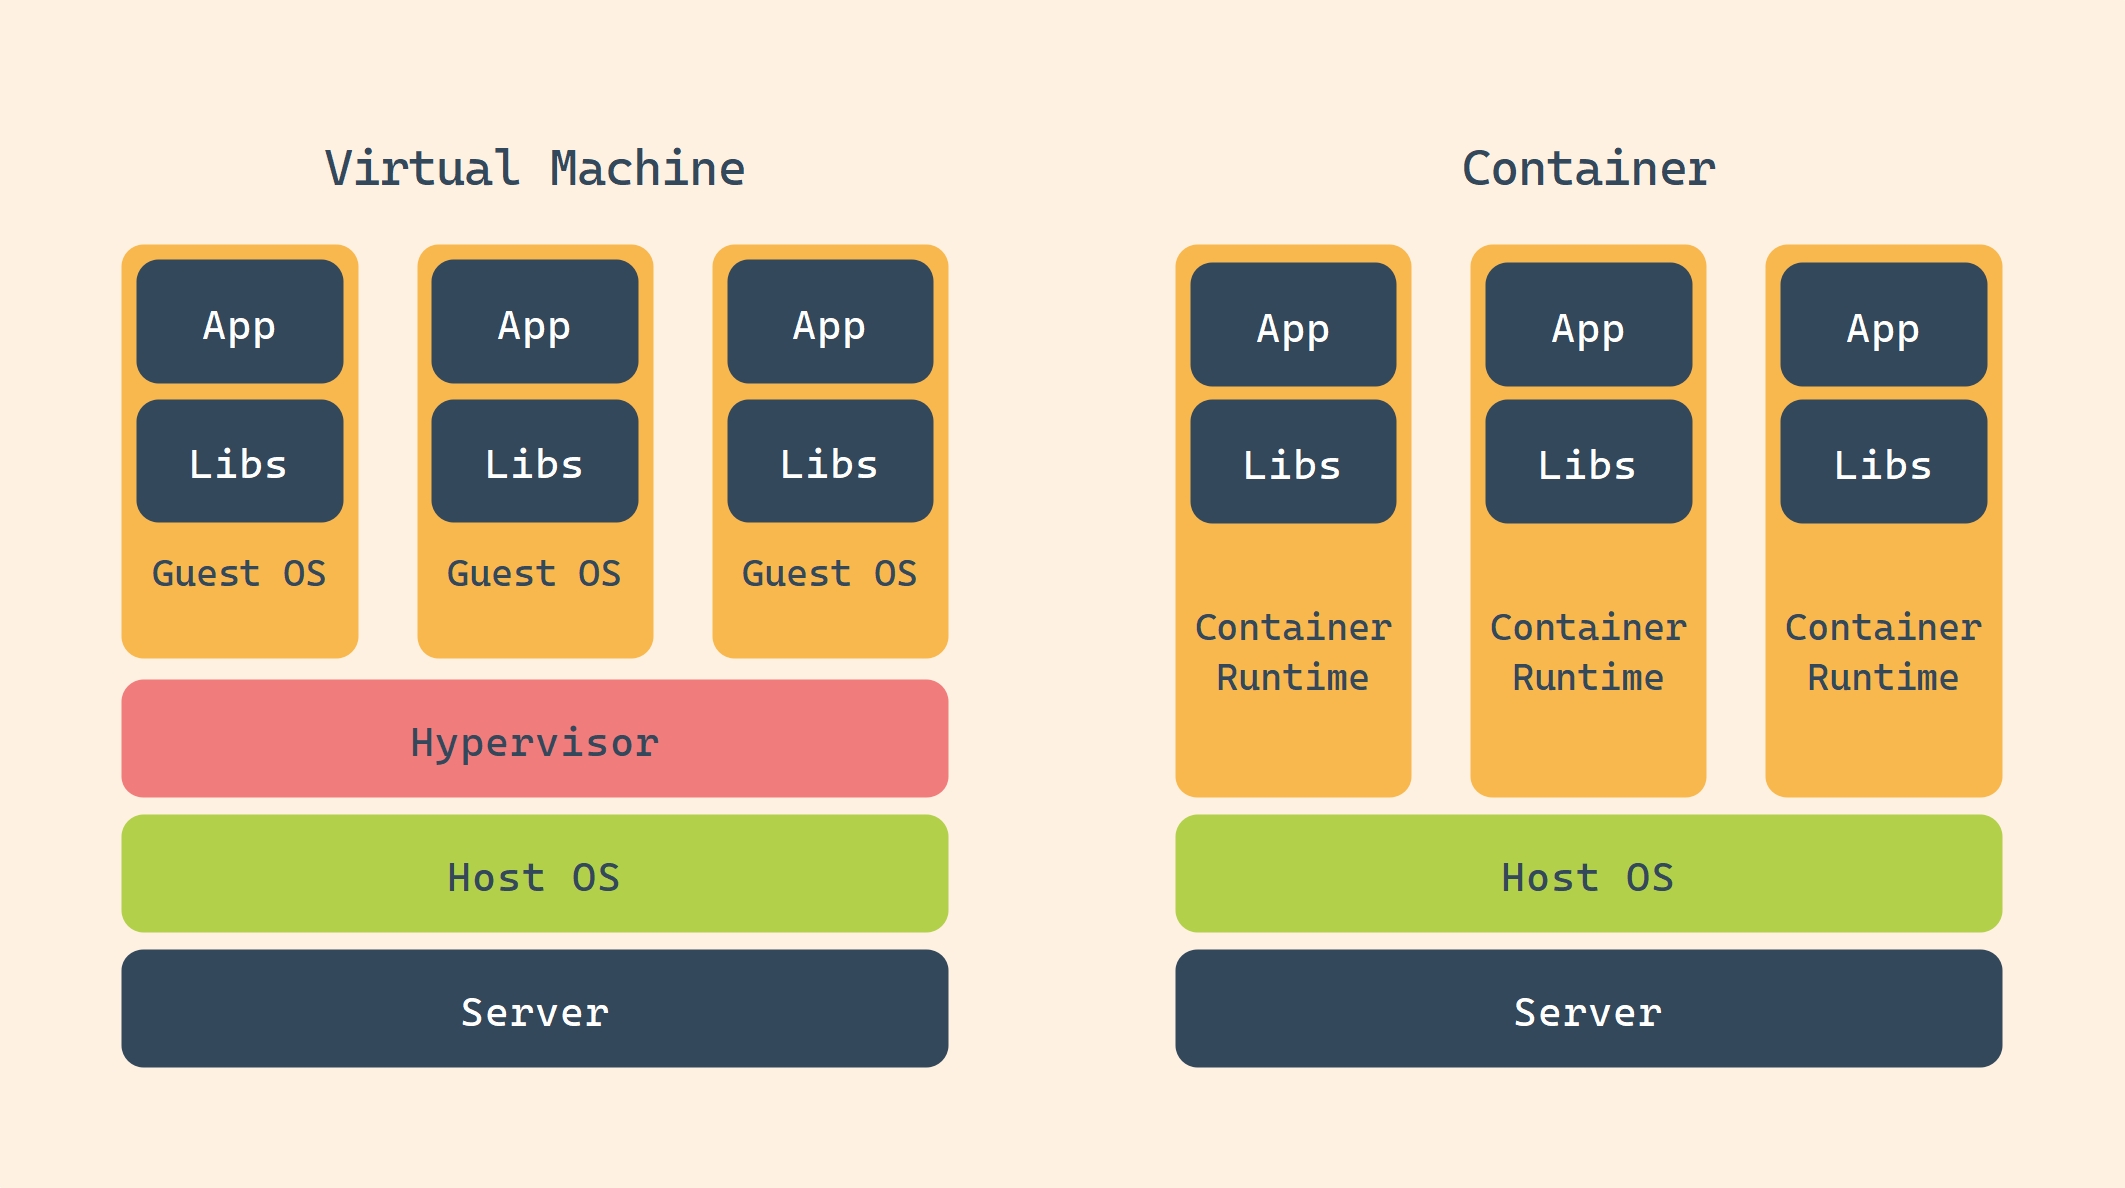 Virtual Machine
App
App
App
Libs
Libs
Libs
Guest OS
Guest OS
Guest OS
Hypervisor
Host OS
Server
Container
App
App
App
Libs
Libs
Libs
Container
Runtime
Container
Runtime
Container
Runtime
Host OS
Server